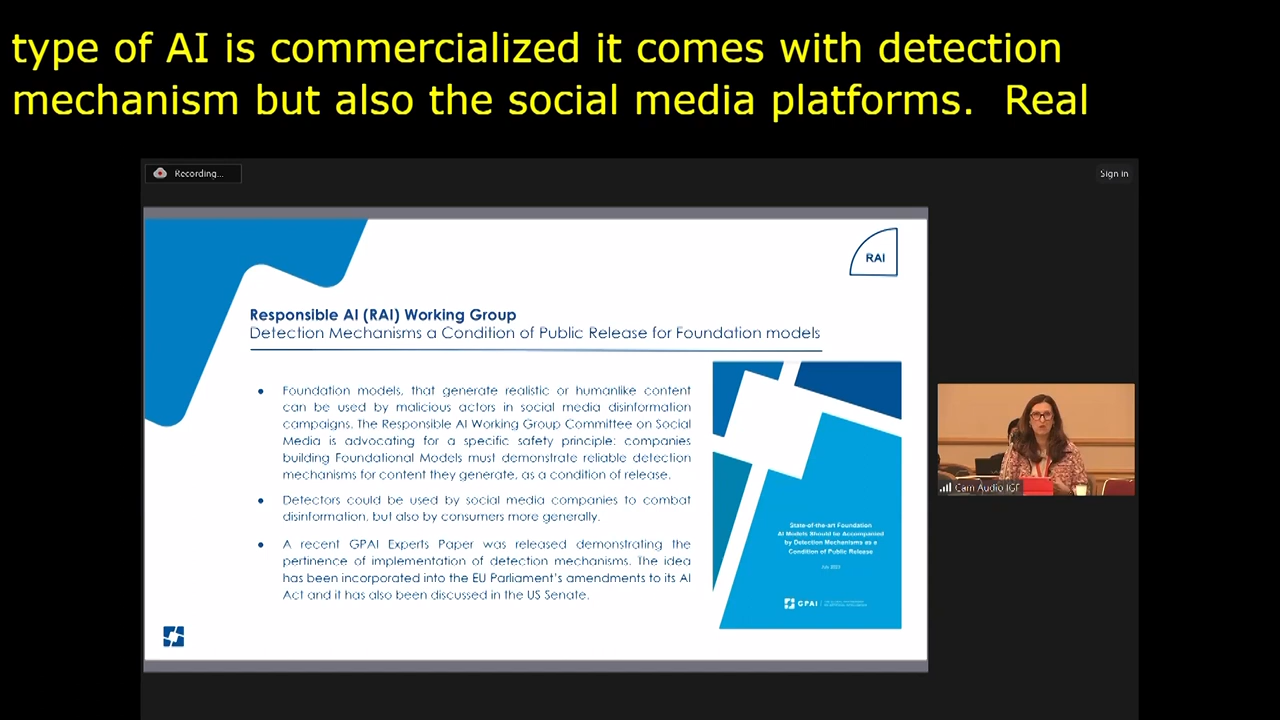 type of AI is commercialized it comes with detection
mechanism but also the social media platforms.  Real
Recording...
Sign in
RAI
Responsible AI (RAI) Working Group
Detection Mechanisms a Condition of Public Release for Foundation models
• Foundation models, that generate realistic or humanlike content
can be used by malicious actors in social media disinformation
campaigns. The Responsible AI Working Group Committee on Social
Media is advocating for a specific safety principle: companies
building Foundational Models must demonstrate reliable detection
mechanisms for content they generate, as a condition of release.
• Detectors could be used by social media companies to combat
disinformation, but also by consumers more generally.
• A recent GPAI Experts Paper was released demonstrating the
pertinence of implementation of detection mechanisms. The idea
has been incorporated into the EU Parliament's amendments to its AI
Act and it has also been discussed in the US Senate.
State-of-the-art Foundation
AI Models Should be Accompanied
by Detection Mechanisms as a
Condition of Public Release
July 2023
GPAI
Cam Audio IGF